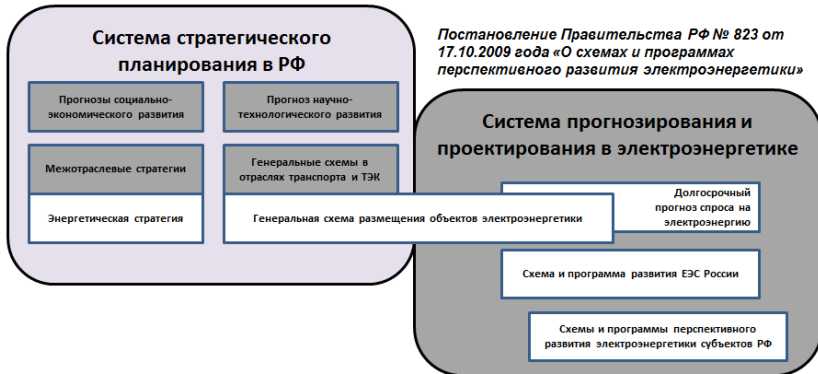 Система стратегического
планирования в РФ
Постановление Правительства РФ № 823 от
17.10.2009 года «О схемах и программах
перспективного развития электроэнергетики»
Прогнозы социально-
экономического развития
Прогноз научно-
технологического развития
Межотраслевые стратегии
Генеральные схемы в
отраслях транспорта и ТЭК
Энергетическая стратегия
Генеральная схема размещения объектов электроэнергетики
Система прогнозирования и
проектирования в электроэнергетике
Долгосрочный
прогноз спроса на
электроэнергию
Схема и программа развития ЕЭС России
Схемы и программы перспективного
развития электроэнергетики субъектов РФ